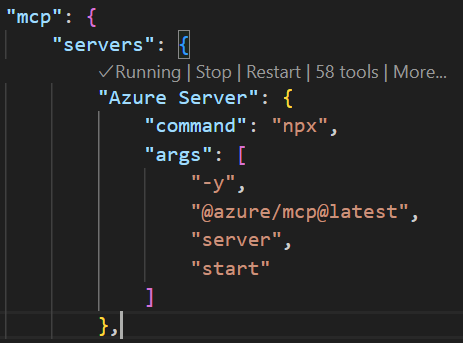 "mcp": {
"servers": {
✓Running | Stop | Restart | 58 tools | More...
"Azure Server": {
"command": "npx",
"args": [
"-y",
"@azure/mcp@latest",
"server",
"start"
]
},